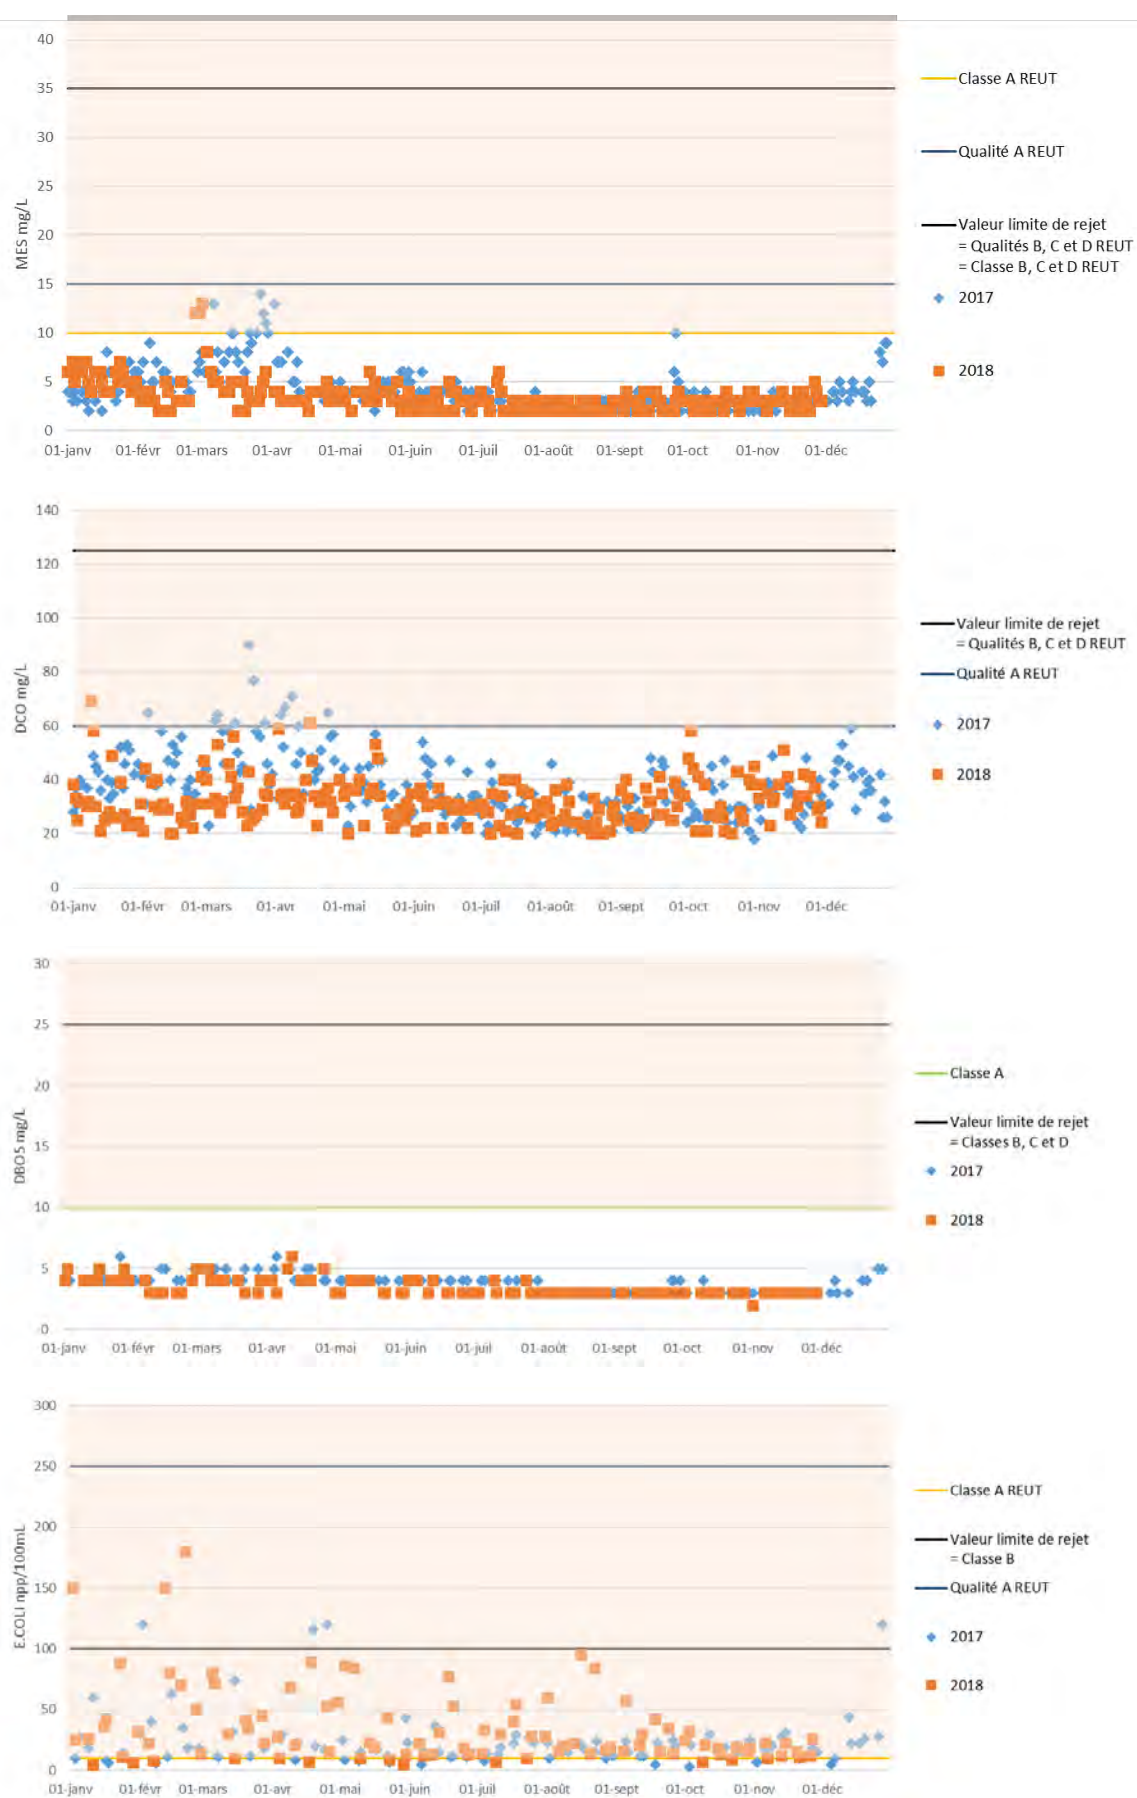 40
35
30
25
20
15
10
5
0
MES mg/L
01-janv 01-févr 01-mars 01-avr 01-mai 01-juin 01-juil 01-août 01-sept 01-oct 01-nov 01-déc
Classe A REUT
Qualité A REUT
Valeur limite de rejet
= Qualités B, C et D REUT
= Classe B, C et D REUT
2017
2018
140
120
100
80
60
40
20
0
DCO mg/L
01-janv 01-févr 01-mars 01-avr 01-mai 01-juin 01-juil 01-août 01-sept 01-oct 01-nov 01-déc
Valeur limite de rejet
= Qualités B, C et D REUT
Qualité A REUT
2017
2018
30
25
20
15
10
5
0
DBO5 mg/L
01-janv 01-févr 01-mars 01-avr 01-mai 01-juin 01-juil 01-août 01-sept 01-oct 01-nov 01-déc
Classe A
Valeur limite de rejet
= Classes B, C et D
2017
2018
300
250
200
150
100
50
0
E.COLI npp/100mL
01-janv 01-févr 01-mars 01-avr 01-mai 01-juin 01-juil 01-août 01-sept 01-oct 01-nov 01-déc
Classe A REUT
Valeur limite de rejet
= Classe B
Qualité A REUT
2017
2018